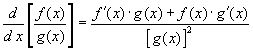 d/dx [f(x)/g(x)] = (f'(x)·g(x)+f(x)·g'(x))/[g(x)]²